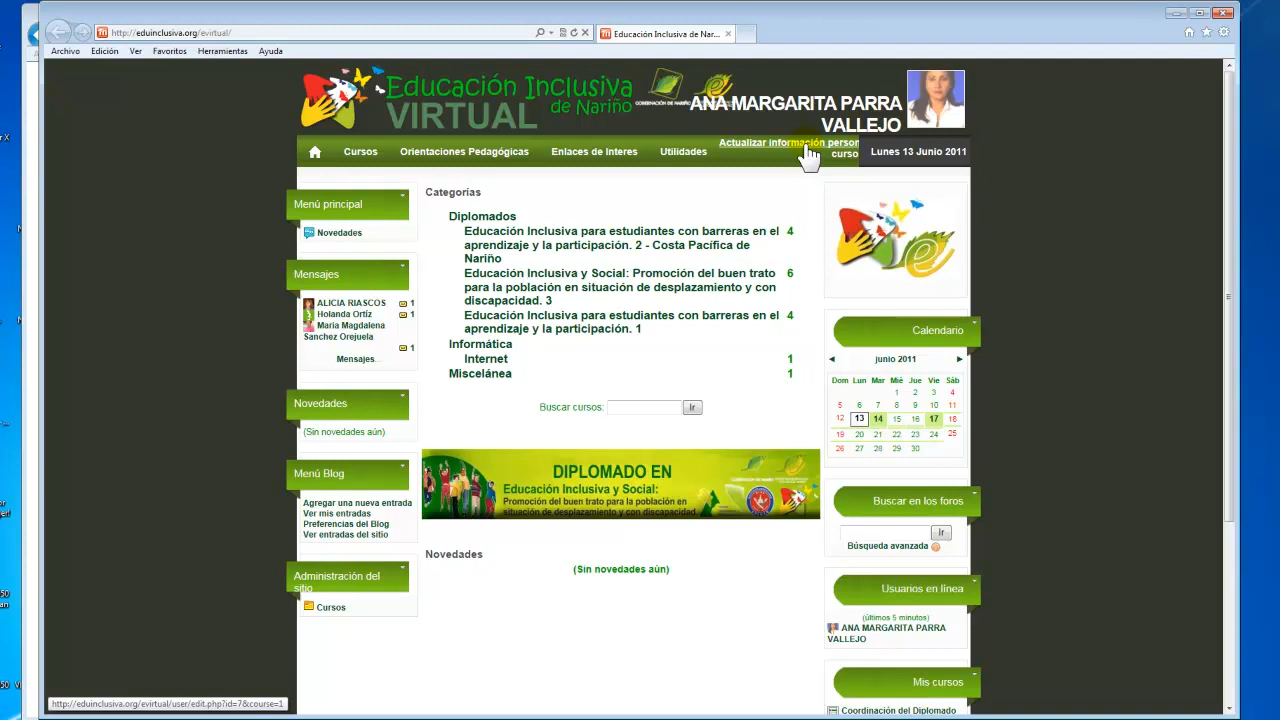 http://eduinclusiva.org/evirtual/
Educación Inclusiva de Nar...
Archivo Edición Ver Favoritos Herramientas Ayuda
Educación Inclusiva
VIRTUAL de Nariño
GOBERNACIÓN DE NARIÑO
ANA MARGARITA PARRA
VALLEJO
Actualizar información person
curso
Cursos Orientaciones Pedagógicas Enlaces de Interes Utilidades
Lunes 13 Junio 2011
Menú principal
Novedades
Mensajes
ALICIA RIASCOS 1
Holanda Ortíz 1
Maria Magdalena
Sanchez Orejuela
1
Mensajes...
Novedades
(Sin novedades aún)
Menú Blog
Agregar una nueva entrada
Ver mis entradas
Preferencias del Blog
Ver entradas del sitio
Administración del
sitio
Cursos
Categorías
Diplomados
Educación Inclusiva para estudiantes con barreras en el 4
aprendizaje y la participación. 2 - Costa Pacífica de
Nariño
Educación Inclusiva y Social: Promoción del buen trato 6
para la población en situación de desplazamiento y con
discapacidad. 3
Educación Inclusiva para estudiantes con barreras en el 4
aprendizaje y la participación. 1
Informática
Internet 1
Miscelánea 1
Buscar cursos: Ir
DIPLOMADO EN
Educación Inclusiva y Social:
Promoción del buen trato para la población en
situación de desplazamiento y con discapacidad.
Novedades
(Sin novedades aún)
Calendario
◄ junio 2011 ►
Dom Lun Mar Mié Jue Vie Sáb
1 2 3 4
5 6 7 8 9 10 11
12 13 14 15 16 17 18
19 20 21 22 23 24 25
26 27 28 29 30
Buscar en los foros
Ir
Búsqueda avanzada
Usuarios en línea
(últimos 5 minutos)
ANA MARGARITA PARRA
VALLEJO
Mis cursos
Coordinación del Diplomado
http://eduinclusiva.org/evirtual/user/edit.php?id=7&course=1